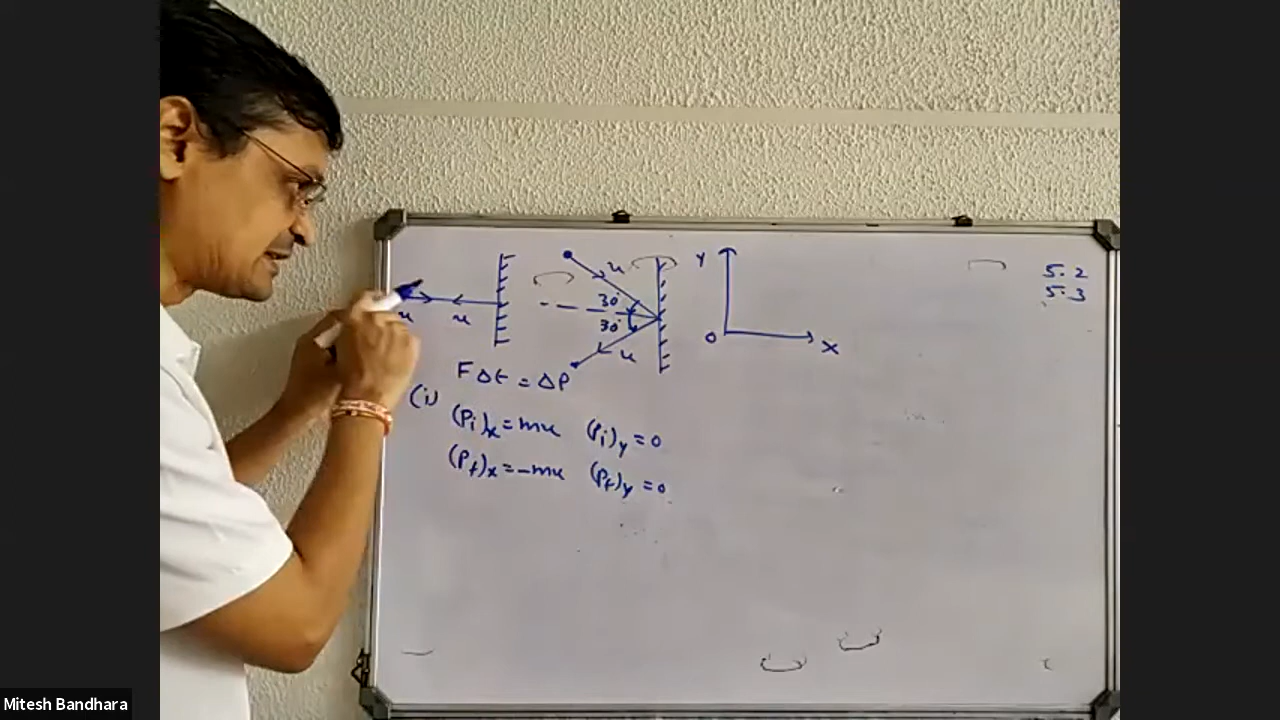 u
u
u
30°
30°
u
Y
O
X
5.2
5.3
F Δt = ΔP
(i)
(Pi)x = mu (Pi)y = 0
(Pf)x = -mu (Pf)y = 0
Mitesh Bandhara